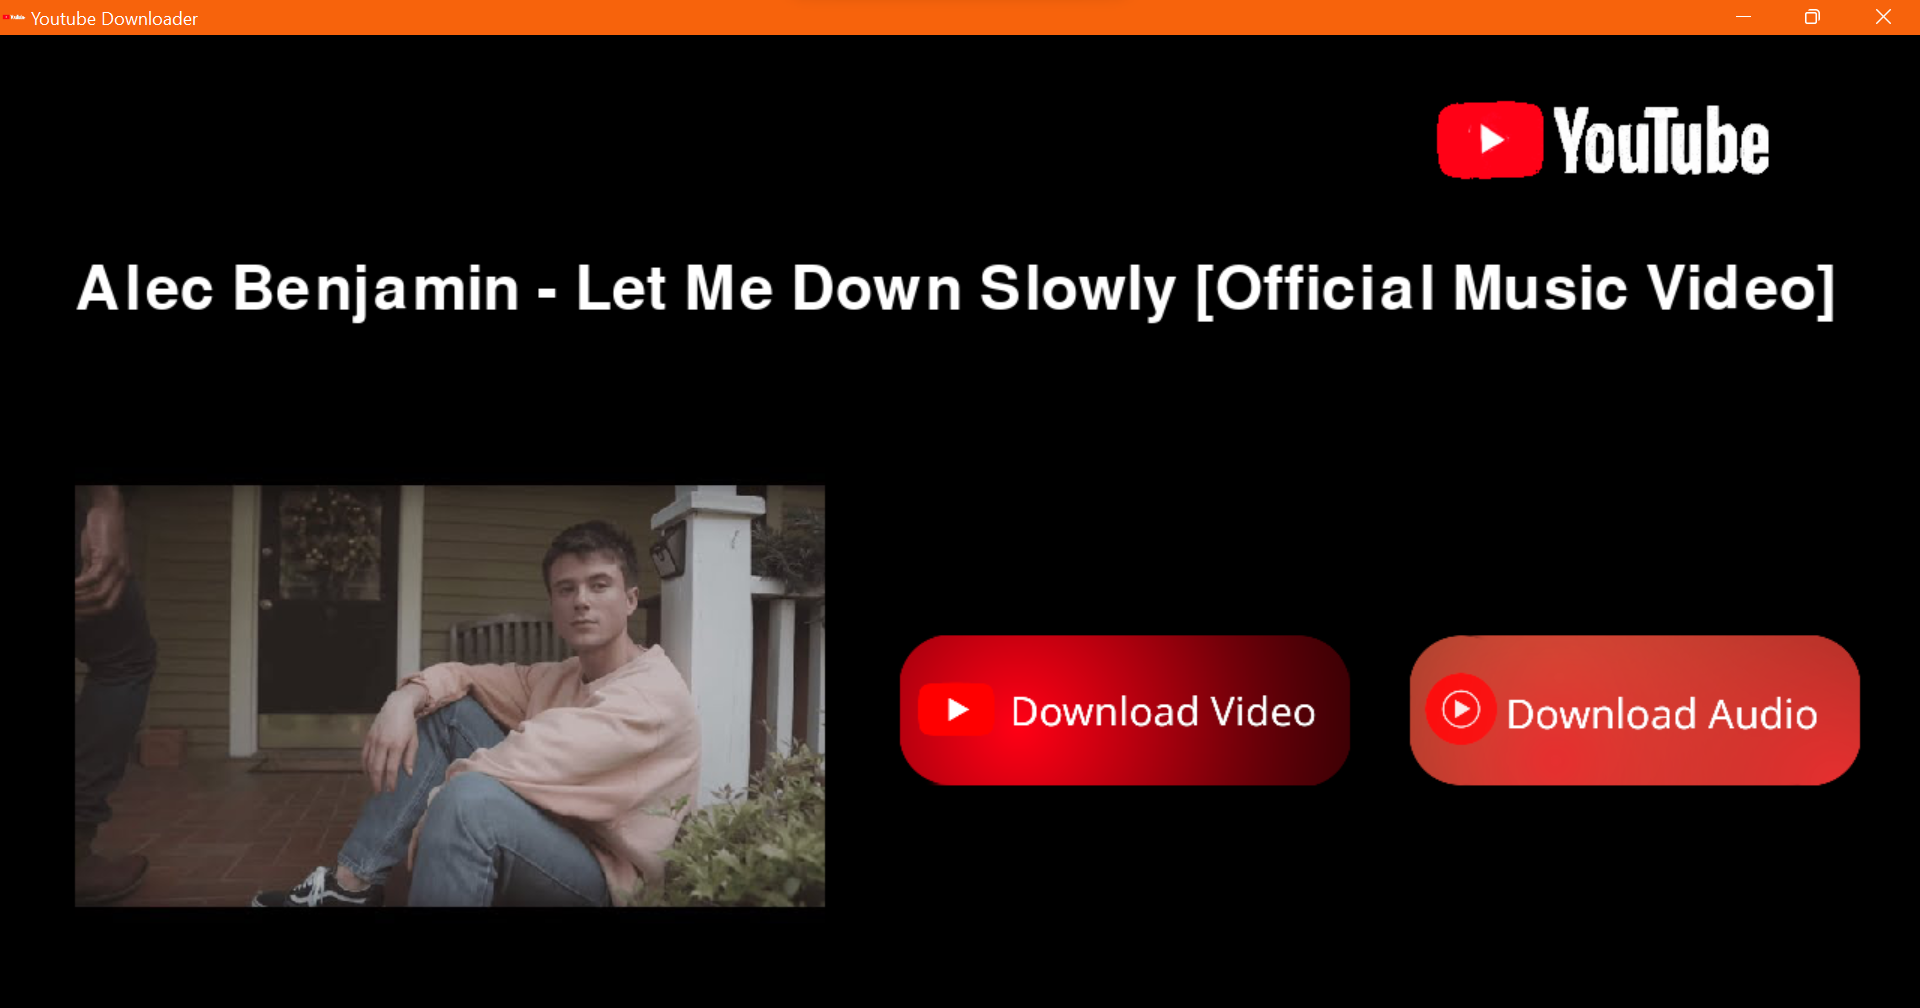 Youtube Downloader
YouTube
Alec Benjamin - Let Me Down Slowly [Official Music Video]
Download Video
Download Audio